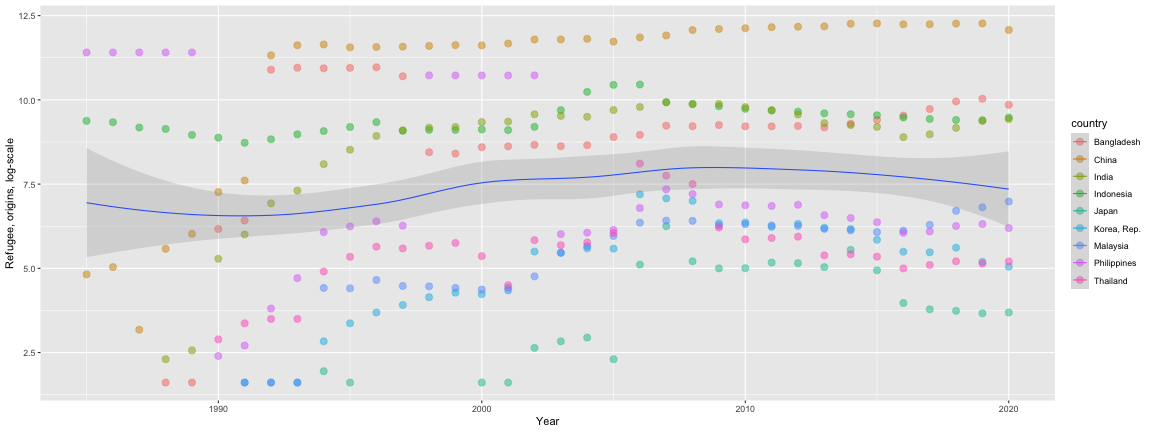 Refugee, origins, log-scale
12.5
10.0
7.5
5.0
2.5
1990
2000
2010
2020
Year
country
Bangladesh
China
India
Indonesia
Japan
Korea, Rep.
Malaysia
Philippines
Thailand